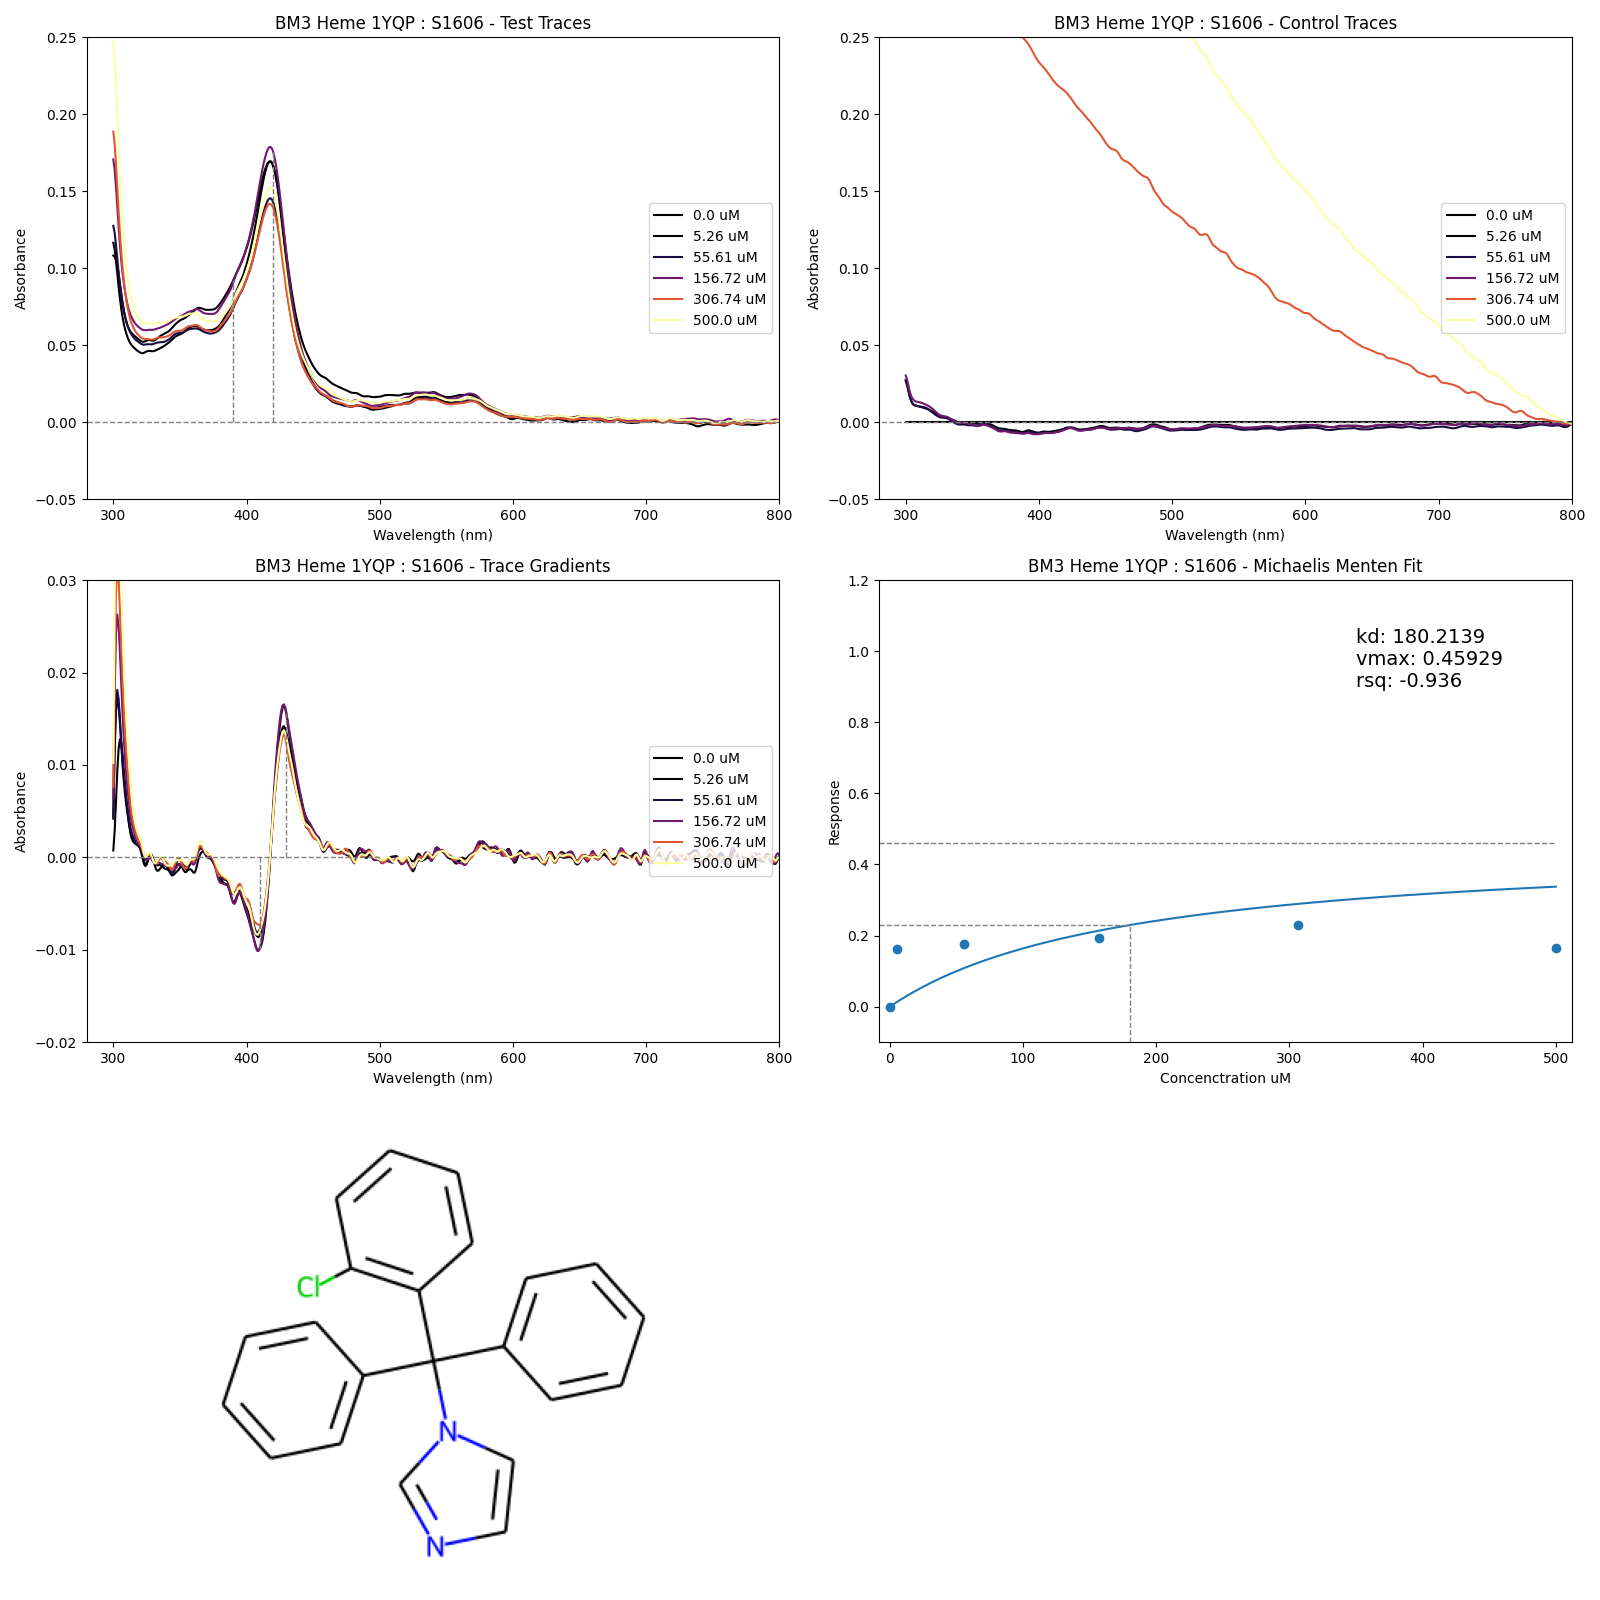 BM3 Heme 1YQP : S1606 - Test Traces
Absorbance
0.25
0.20
0.15
0.10
0.05
0.00
−0.05
300
400
500
600
700
800
Wavelength (nm)
0.0 uM
5.26 uM
55.61 uM
156.72 uM
306.74 uM
500.0 uM
BM3 Heme 1YQP : S1606 - Control Traces
Absorbance
0.25
0.20
0.15
0.10
0.05
0.00
−0.05
300
400
500
600
700
800
Wavelength (nm)
0.0 uM
5.26 uM
55.61 uM
156.72 uM
306.74 uM
500.0 uM
BM3 Heme 1YQP : S1606 - Trace Gradients
Absorbance
0.03
0.02
0.01
0.00
−0.01
−0.02
300
400
500
600
700
800
Wavelength (nm)
0.0 uM
5.26 uM
55.61 uM
156.72 uM
306.74 uM
500.0 uM
BM3 Heme 1YQP : S1606 - Michaelis Menten Fit
Response
1.2
1.0
0.8
0.6
0.4
0.2
0.0
0
100
200
300
400
500
Concenctration uM
kd: 180.2139
vmax: 0.45929
rsq: -0.936
Cl
N
N